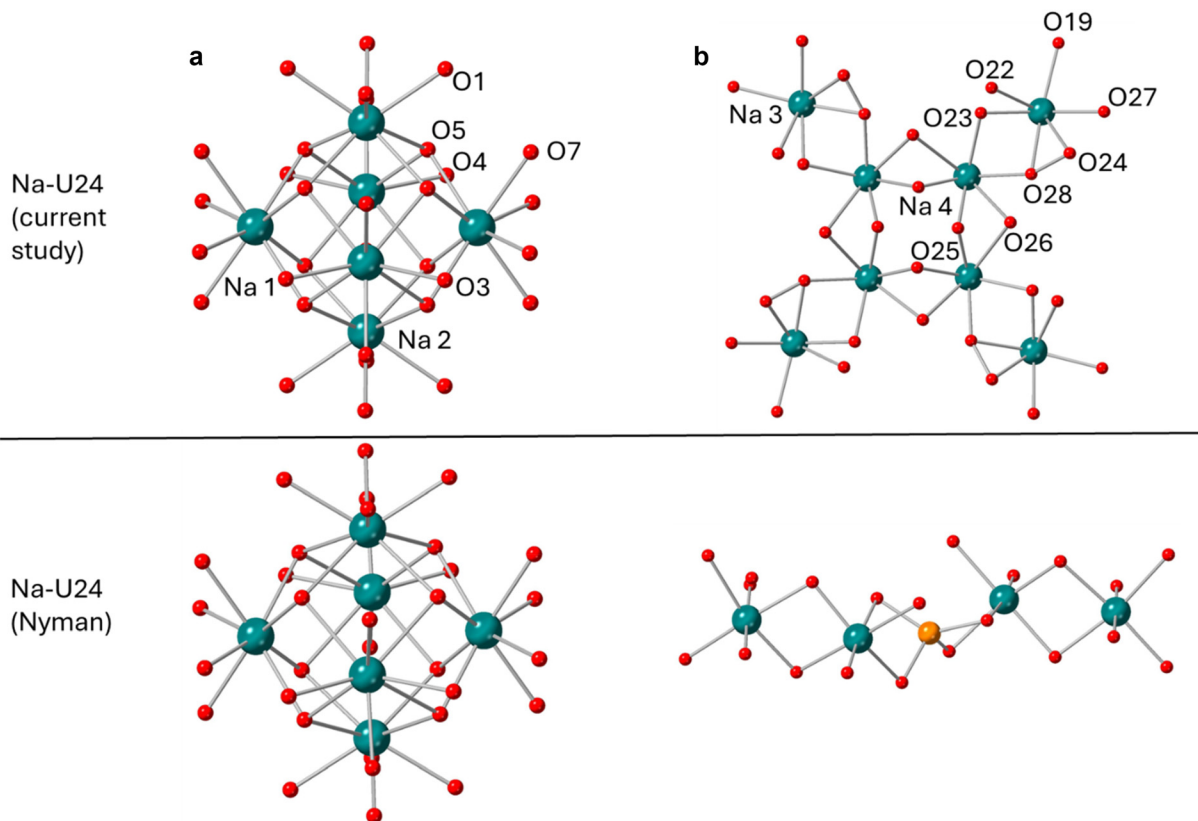 a
b
O19
O1
O22
O27
O23
Na 3
O5
O4
O7
O24
O28
Na-U24
(current
study)
Na 4
O26
O25
Na 1
O3
Na 2
Na-U24
(Nyman)